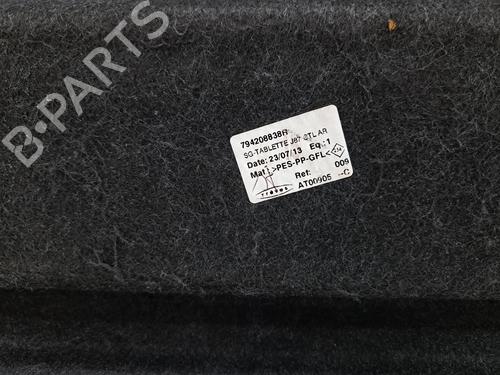 B-PARTS
794208838R
SG-TABLETTE J87 CTL AR
Date: 23/07/13 Eq.:1
Mat.: >PES-PP-GFL<
Ref: 009
AT00905 --C